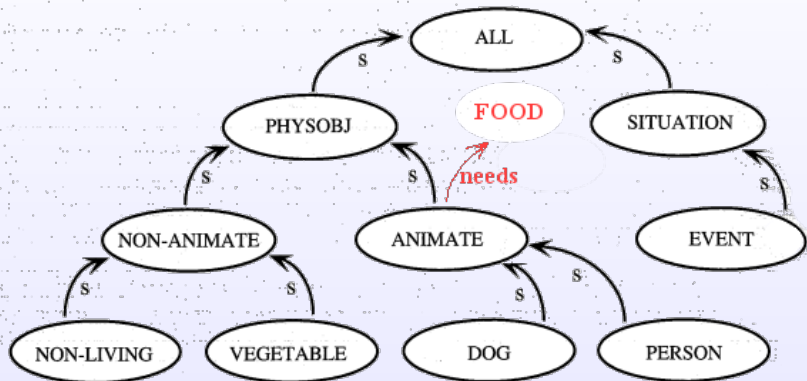 ALL
S
S
FOOD
PHYSOBJ
SITUATION
S
S
needs
S
NON-ANIMATE
ANIMATE
EVENT
S
S
S
S
NON-LIVING
VEGETABLE
DOG
PERSON